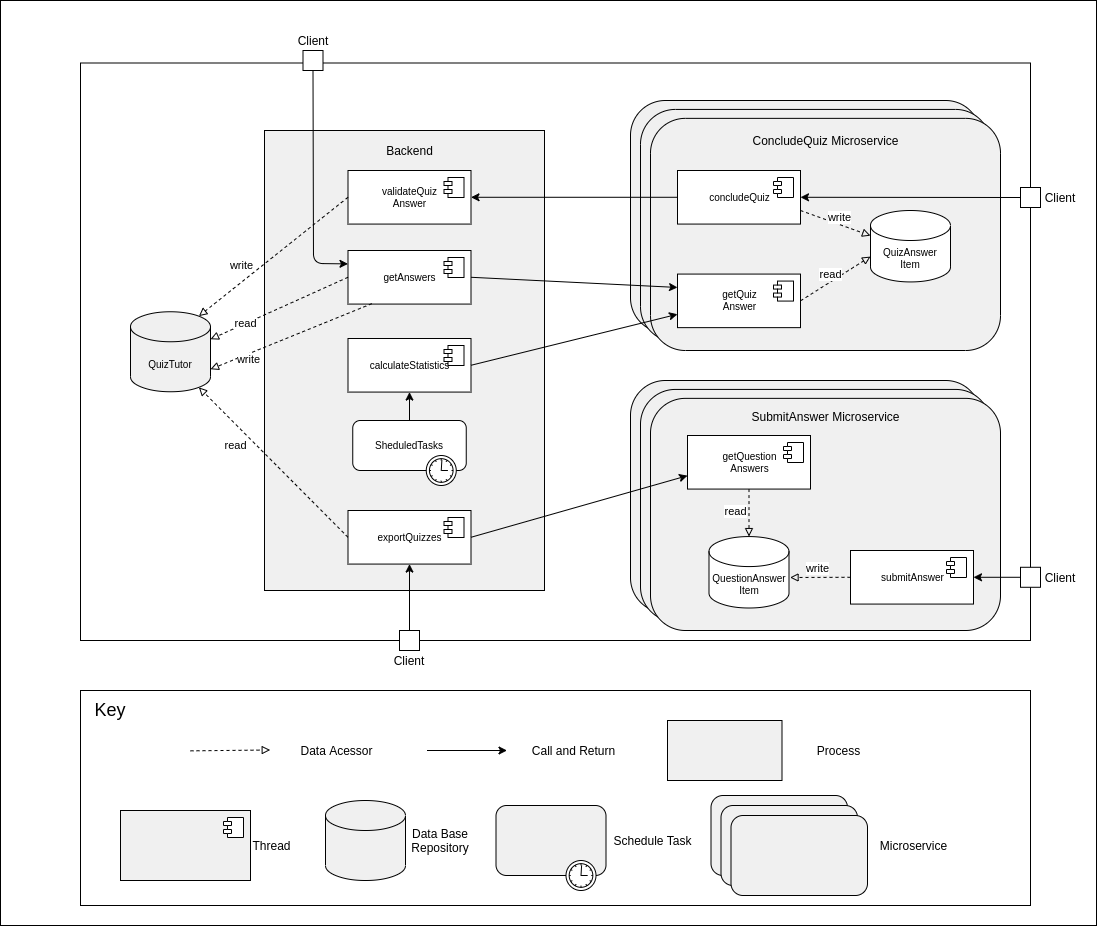 Client
Backend
validateQuiz
Answer
getAnswers
calculateStatistics
SheduledTasks
exportQuizzes
write
read
write
read
QuizTutor
Client
ConcludeQuiz Microservice
concludeQuiz
write
QuizAnswer
Item
read
getQuiz
Answer
Client
SubmitAnswer Microservice
getQuestion
Answers
read
QuestionAnswer
Item
write
submitAnswer
Client
Key
Data Acessor
Call and Return
Process
Thread
Data Base
Repository
Schedule Task
Microservice